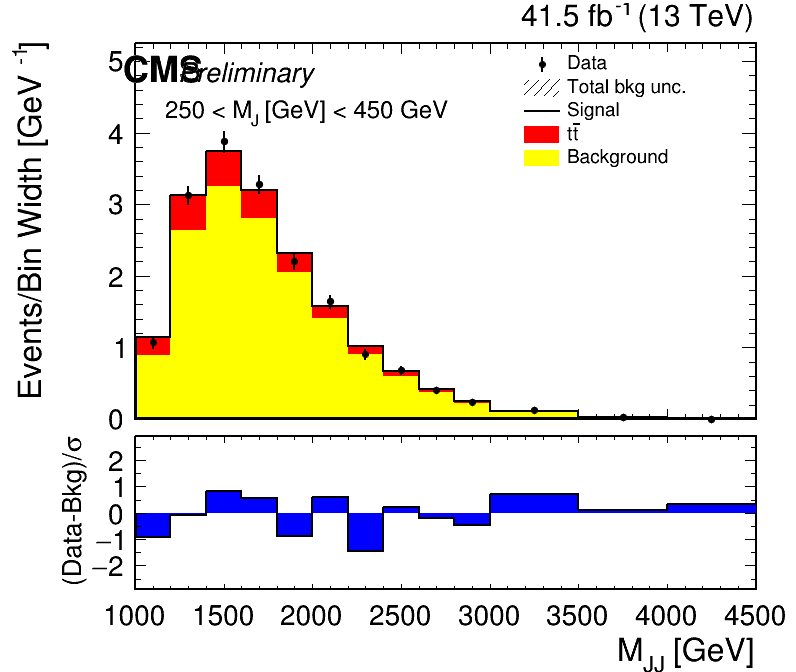 41.5 fb⁻¹ (13 TeV)
CMS Preliminary
250 < M_J [GeV] < 450 GeV
Data
Total bkg unc.
Signal
tt̄
Background
Events/Bin Width [GeV⁻¹]
5
4
3
2
1
0
(Data-Bkg)/σ
2
1
0
−1
−2
1000 1500 2000 2500 3000 3500 4000 4500
M_JJ [GeV]